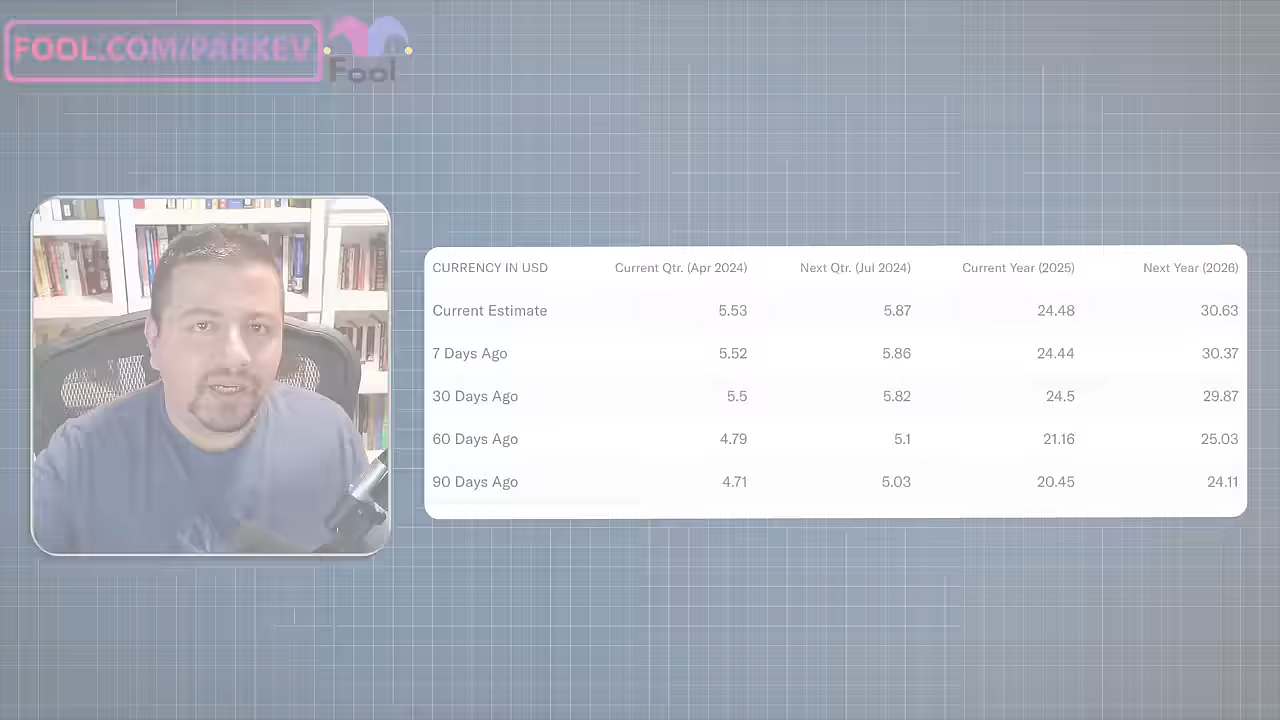 FOOL.COM/PARKEV
Fool
CURRENCY IN USD Current Qtr. (Apr 2024) Next Qtr. (Jul 2024) Current Year (2025) Next Year (2026)
Current Estimate 5.53 5.87 24.48 30.63
7 Days Ago 5.52 5.86 24.44 30.37
30 Days Ago 5.5 5.82 24.5 29.87
60 Days Ago 4.79 5.1 21.16 25.03
90 Days Ago 4.71 5.03 20.45 24.11